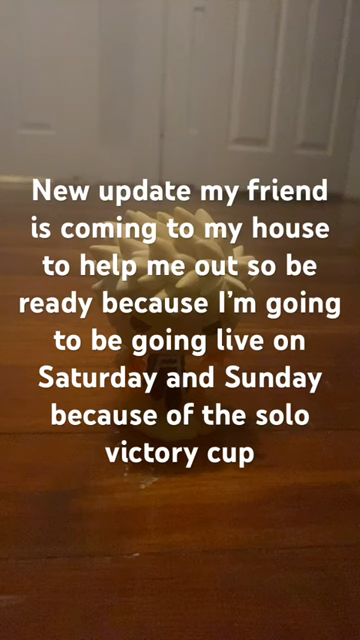 New update my friend
is coming to my house
to help me out so be
ready because I’m going
to be going live on
Saturday and Sunday
because of the solo
victory cup